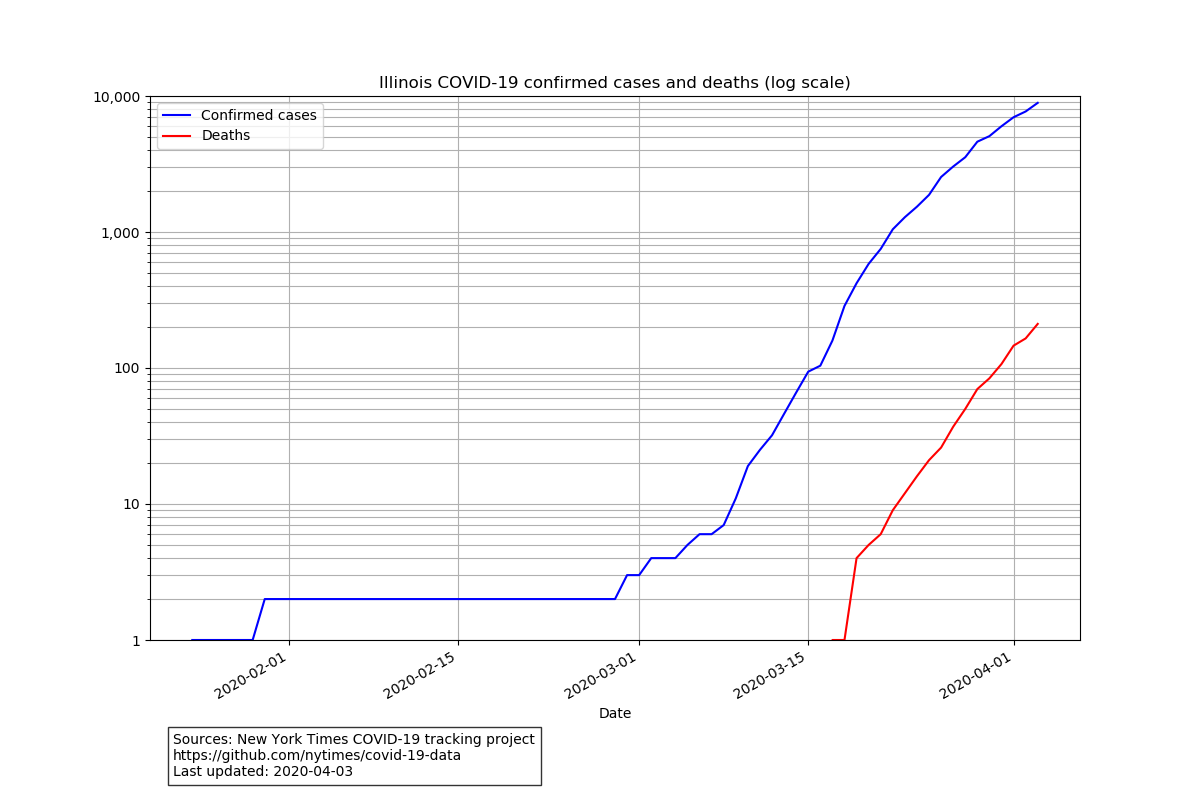 Illinois COVID-19 confirmed cases and deaths (log scale)
10,000
1,000
100
10
1
Confirmed cases
Deaths
2020-02-01
2020-02-15
2020-03-01
2020-03-15
2020-04-01
Date
Sources: New York Times COVID-19 tracking project
https://github.com/nytimes/covid-19-data
Last updated: 2020-04-03